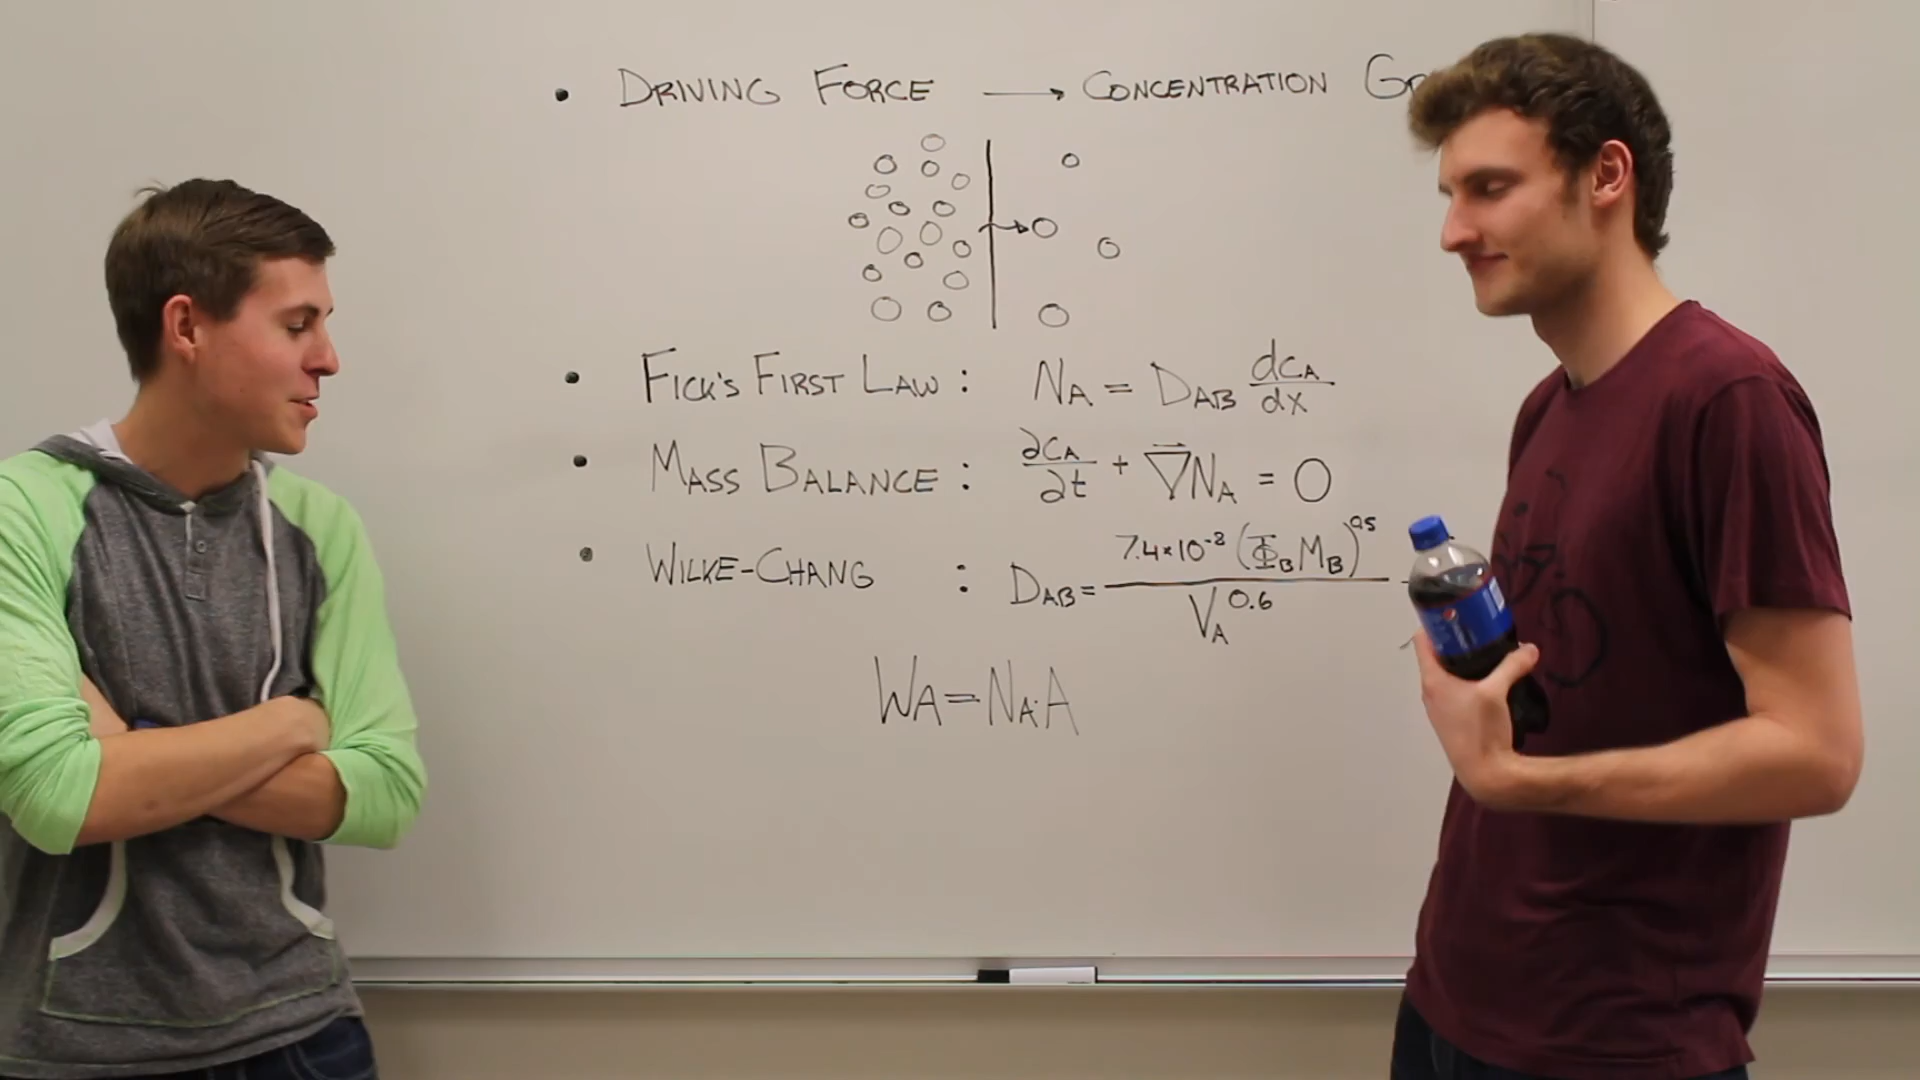 • DRIVING FORCE → CONCENTRATION
• FICK'S FIRST LAW : NA = DAB dCA/dx
• MASS BALANCE : ∂CA/∂t + ∇⃗NA = 0
• WILKE-CHANG : DAB = 7.4×10⁻⁸ (ΦB MB)^0.5 / VA^0.6
WA = NA·A